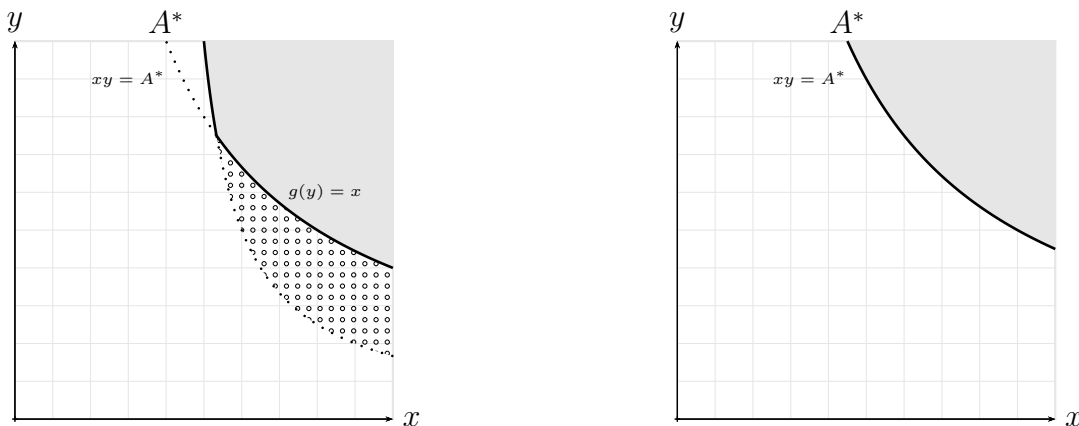 y
A*
xy = A*
g(y) = x
x
y
A*
xy = A*
x